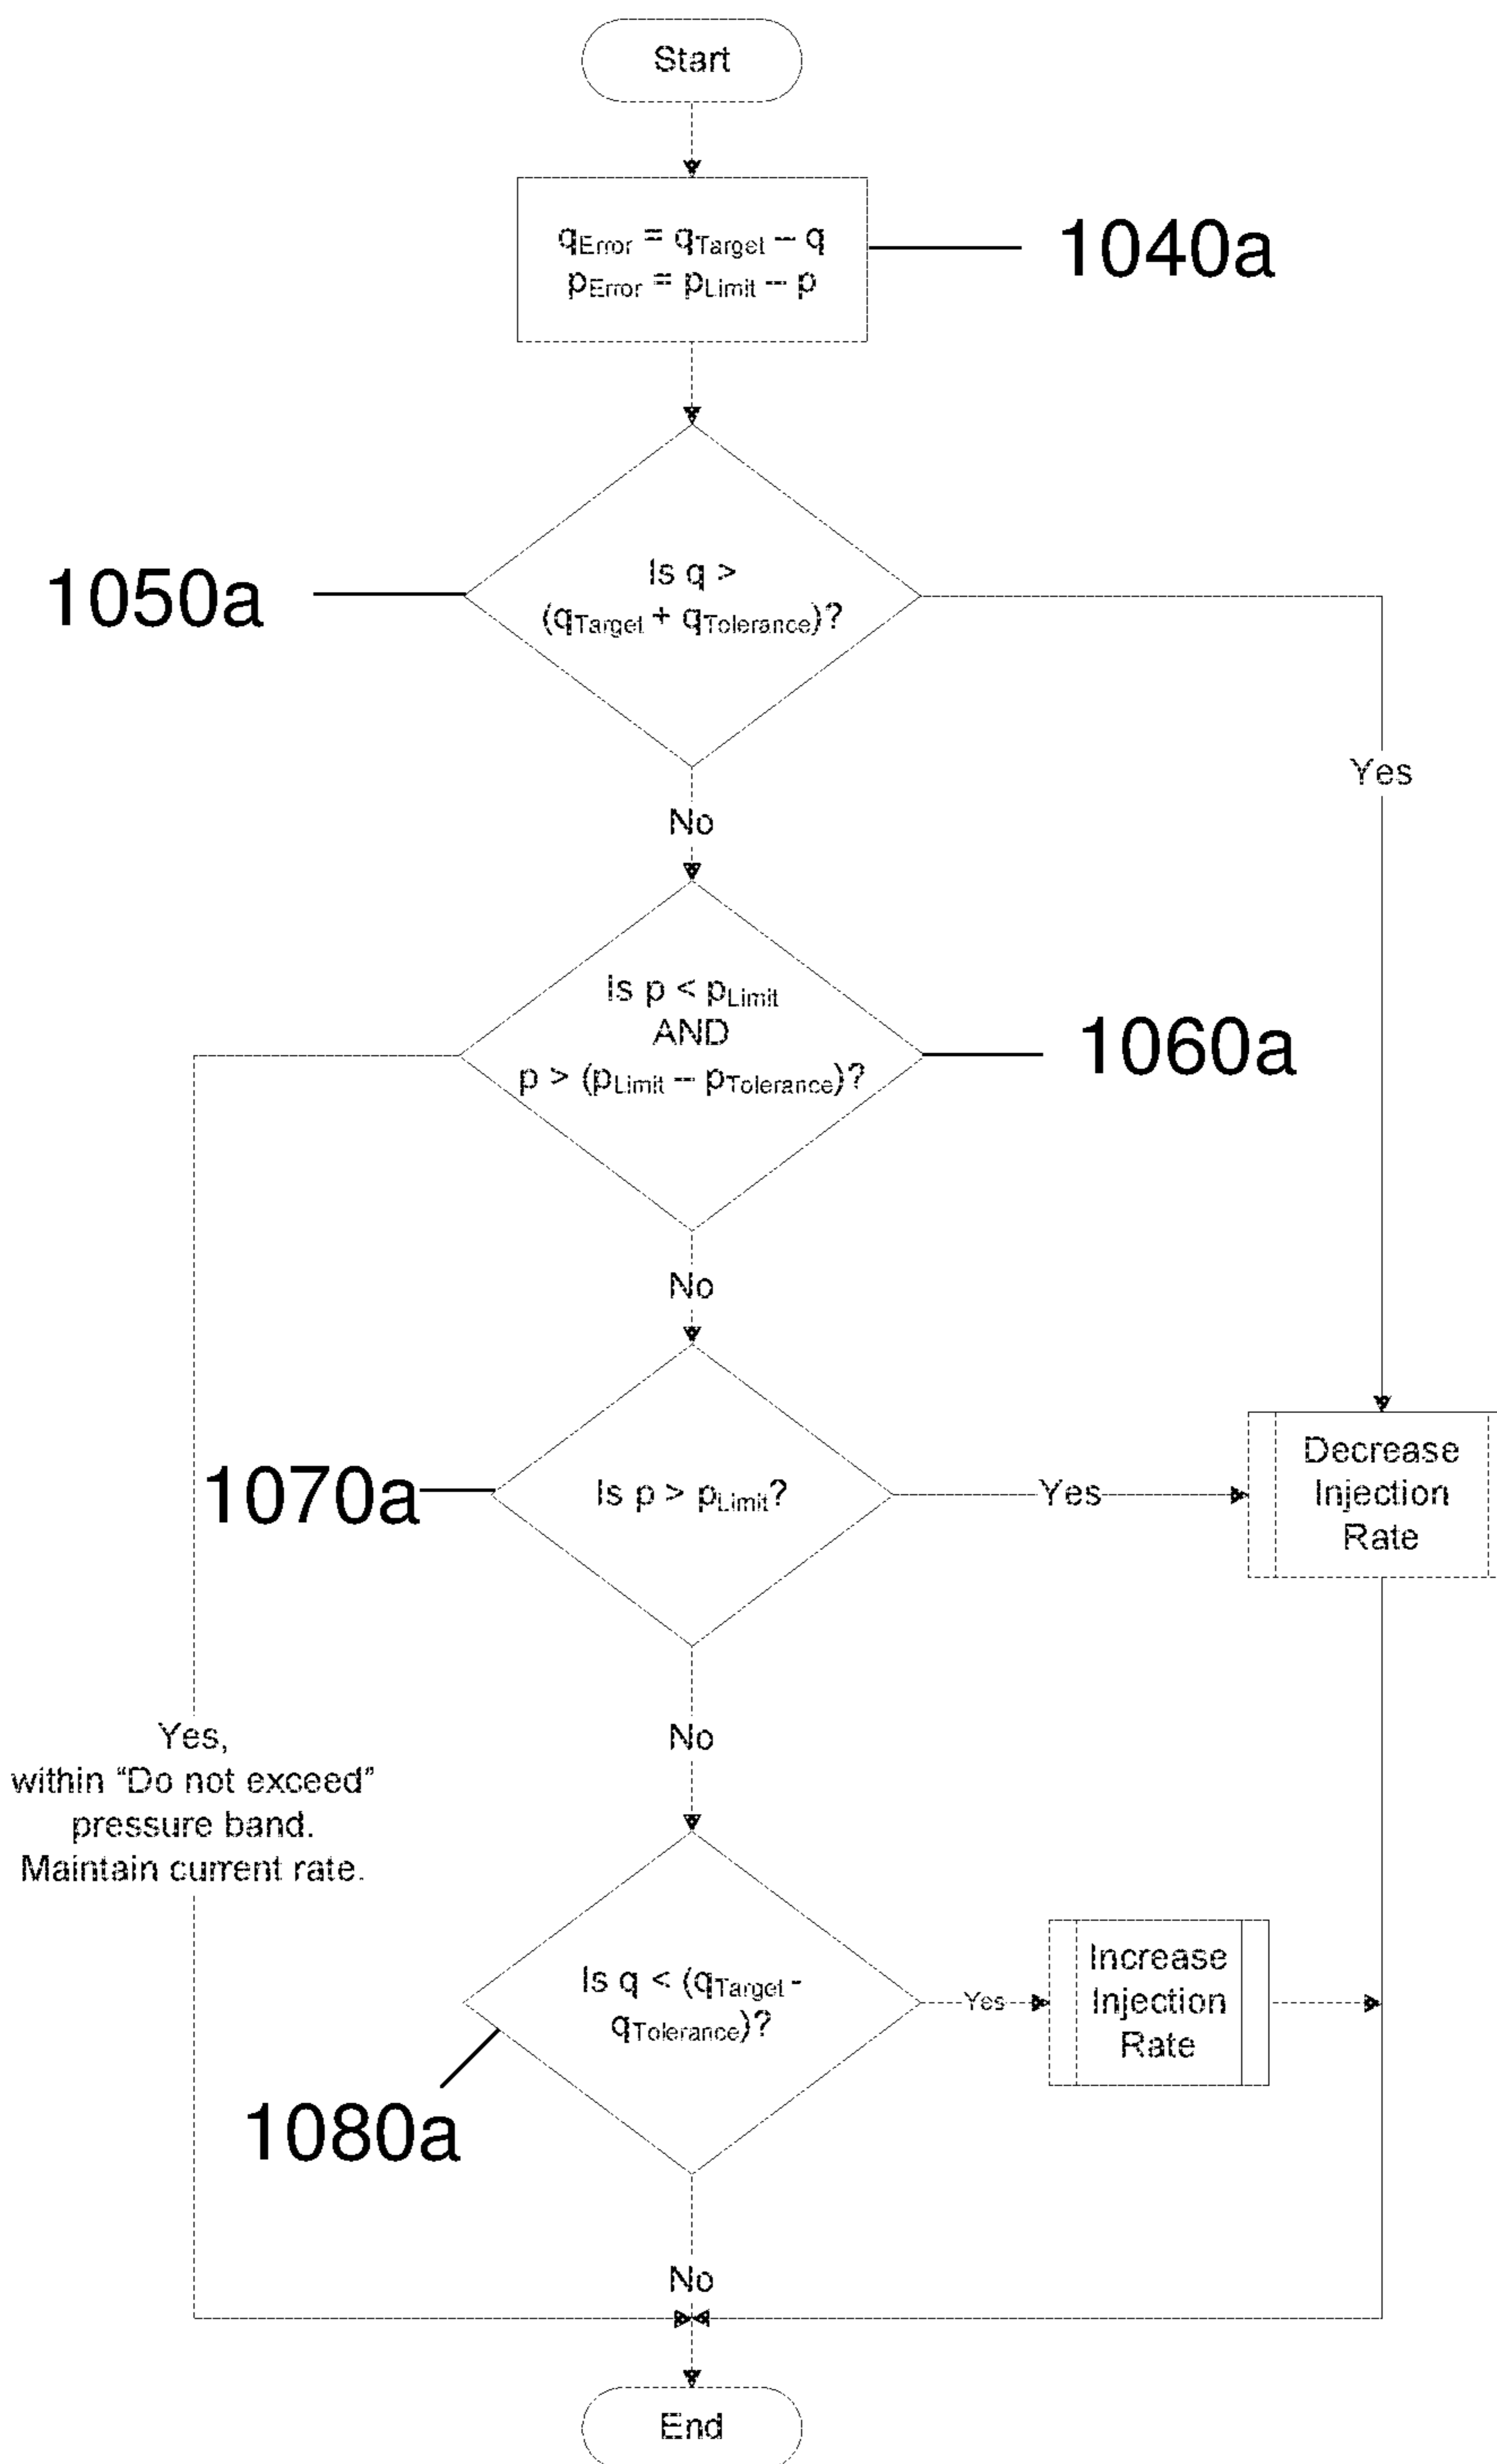 Start
qError = qTarget – q
pError = pLimit – p
1040a
Is q >
(qTarget + qTolerance)?
1050a
Yes
No
Is p < pLimit
AND
p > (pLimit – pTolerance)?
1060a
No
Is p > pLimit?
1070a
Yes
Decrease
Injection
Rate
No
Yes,
within “Do not exceed”
pressure band.
Maintain current rate.
Is q < (qTarget -
qTolerance)?
1080a
Yes
Increase
Injection
Rate
No
End